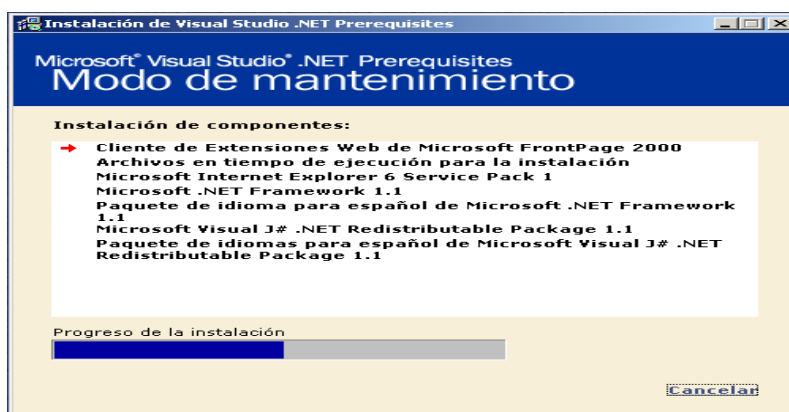 Instalación de Visual Studio .NET Prerequisites
Microsoft® Visual Studio® .NET Prerequisites
Modo de mantenimiento
Instalación de componentes:
Cliente de Extensiones Web de Microsoft FrontPage 2000
Archivos en tiempo de ejecución para la instalación
Microsoft Internet Explorer 6 Service Pack 1
Microsoft .NET Framework 1.1
Paquete de idioma para español de Microsoft .NET Framework
1.1
Microsoft Visual J# .NET Redistributable Package 1.1
Paquete de idiomas para español de Microsoft Visual J# .NET
Redistributable Package 1.1
Progreso de la instalación
Cancelar